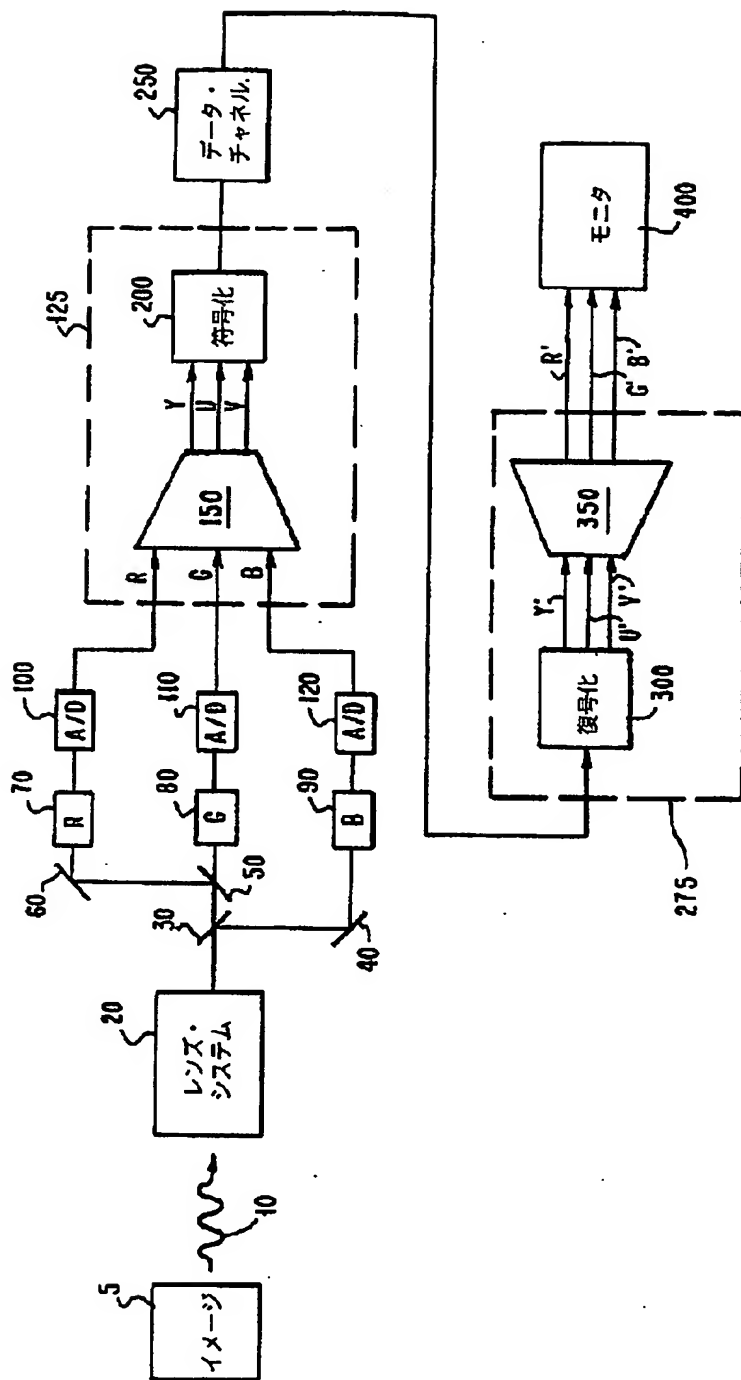 5
イメージ
10
20
レンズ・
システム
30
40
50
60
70
R
80
G
90
B
100
A/D
110
A/D
120
A/D
R
G
B
125
150
Y
U
V
200
符号化
250
データ・
チャネル.
275
300
復号化
Y'
U'
V'
350
R'
G'
B'
モニタ
400